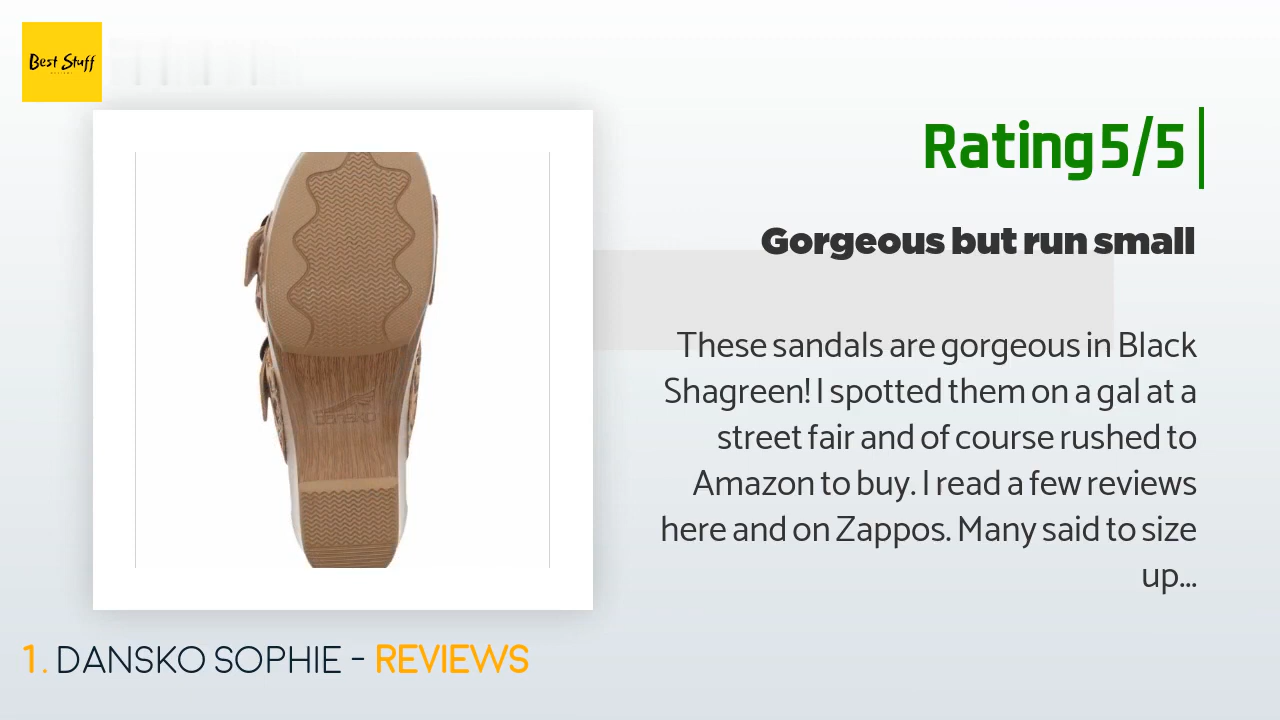 Best Stuff
Rating 5/5
Gorgeous but run small
These sandals are gorgeous in Black
Shagreen! I spotted them on a gal at a
street fair and of course rushed to
Amazon to buy. I read a few reviews
here and on Zappos. Many said to size
up...
dansko
1. DANSKO SOPHIE - REVIEWS